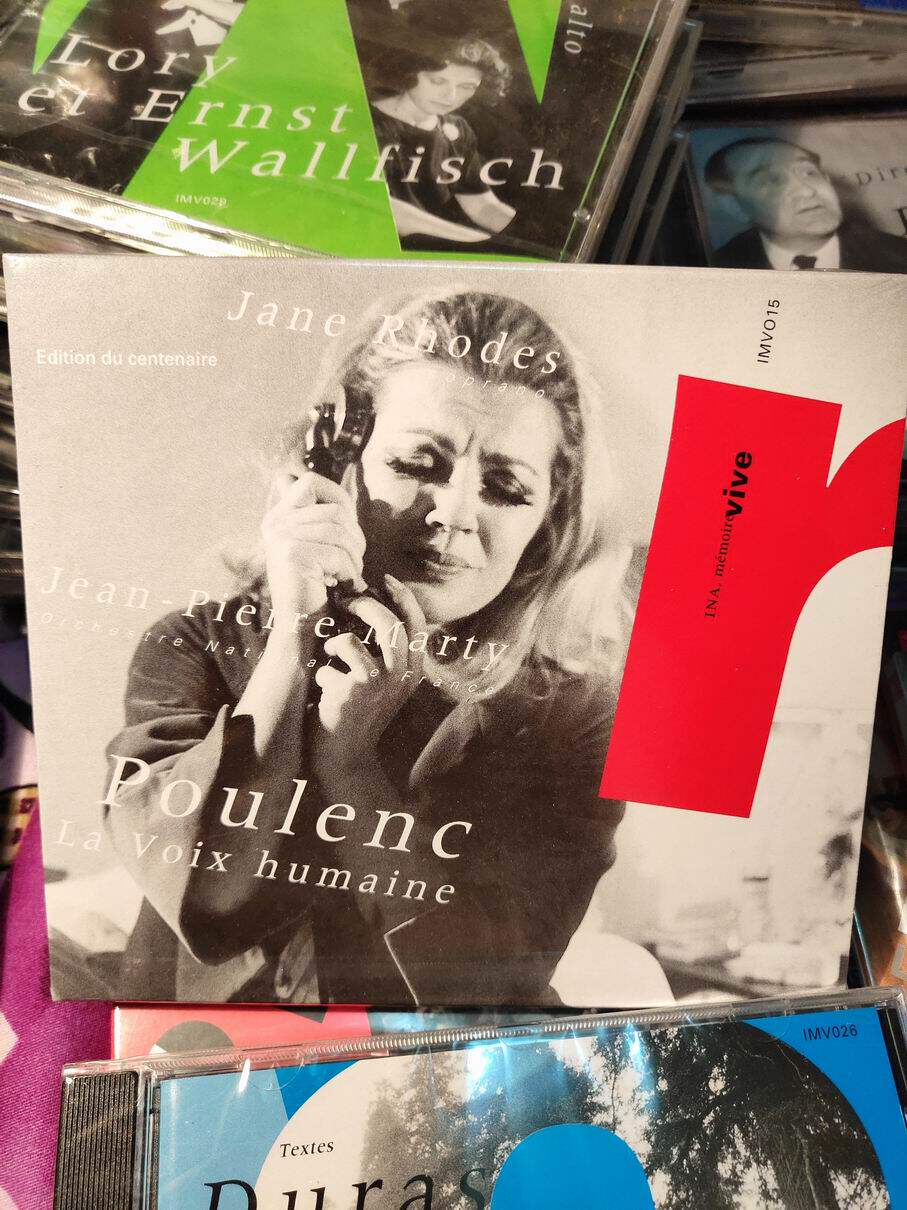 alto
Lory
et Ernst
Wallfisch
IMV029
Jane Rhodes
soprano
Edition du centenaire
IMVO15
INA. mémoire vive
Jean-Pierre Marty
Orchestre National de France
Poulenc
La Voix humaine
IMV026
Textes
Duras